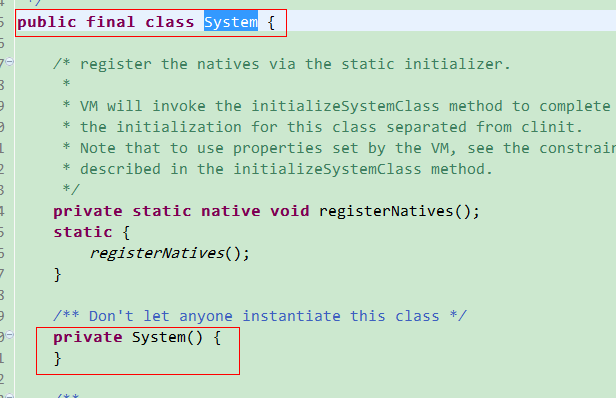 */
public final class System {
/* register the natives via the static initializer.
*
* VM will invoke the initializeSystemClass method to complete
* the initialization for this class separated from clinit.
* Note that to use properties set by the VM, see the constrain
* described in the initializeSystemClass method.
*/
private static native void registerNatives();
static {
registerNatives();
}
/** Don't let anyone instantiate this class */
private System() {
}
/**